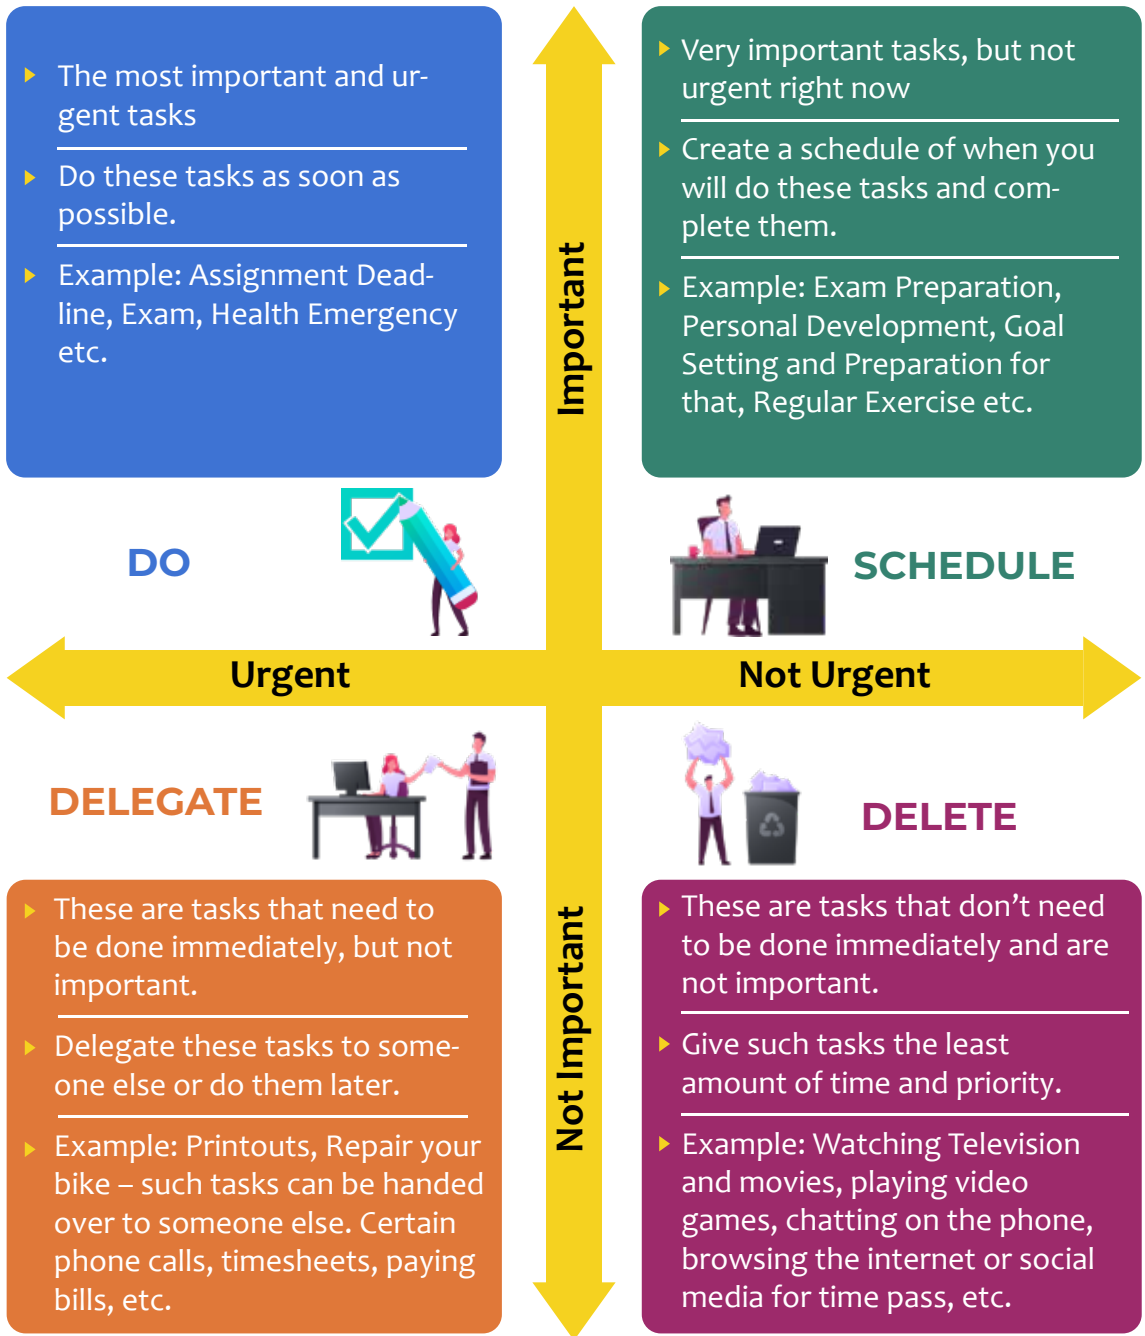 The most important and ur-
gent tasks
Do these tasks as soon as
possible.
Example: Assignment Dead-
line, Exam, Health Emergency
etc.
Very important tasks, but not
urgent right now
Create a schedule of when you
will do these tasks and com-
plete them.
Example: Exam Preparation,
Personal Development, Goal
Setting and Preparation for
that, Regular Exercise etc.
Important
DO
SCHEDULE
Urgent
Not Urgent
DELEGATE
DELETE
Not Important
These are tasks that need to
be done immediately, but not
important.
Delegate these tasks to some-
one else or do them later.
Example: Printouts, Repair your
bike – such tasks can be handed
over to someone else. Certain
phone calls, timesheets, paying
bills, etc.
These are tasks that don’t need
to be done immediately and are
not important.
Give such tasks the least
amount of time and priority.
Example: Watching Television
and movies, playing video
games, chatting on the phone,
browsing the internet or social
media for time pass, etc.